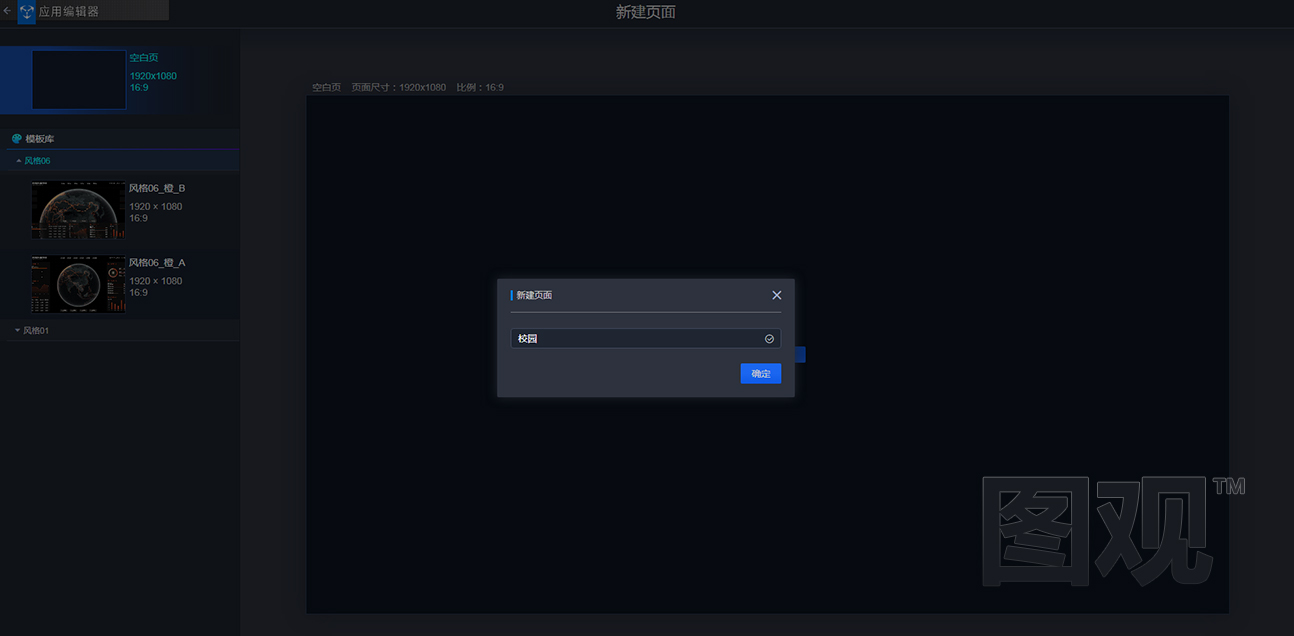 应用编辑器
新建页面
空白页
1920x1080
16:9
模板库
风格06
风格06_橙_B
1920 × 1080
16:9
风格06_橙_A
1920 × 1080
16:9
风格01
空白页 页面尺寸：1920x1080 比例：16:9
新建页面
校园
确定
图观™